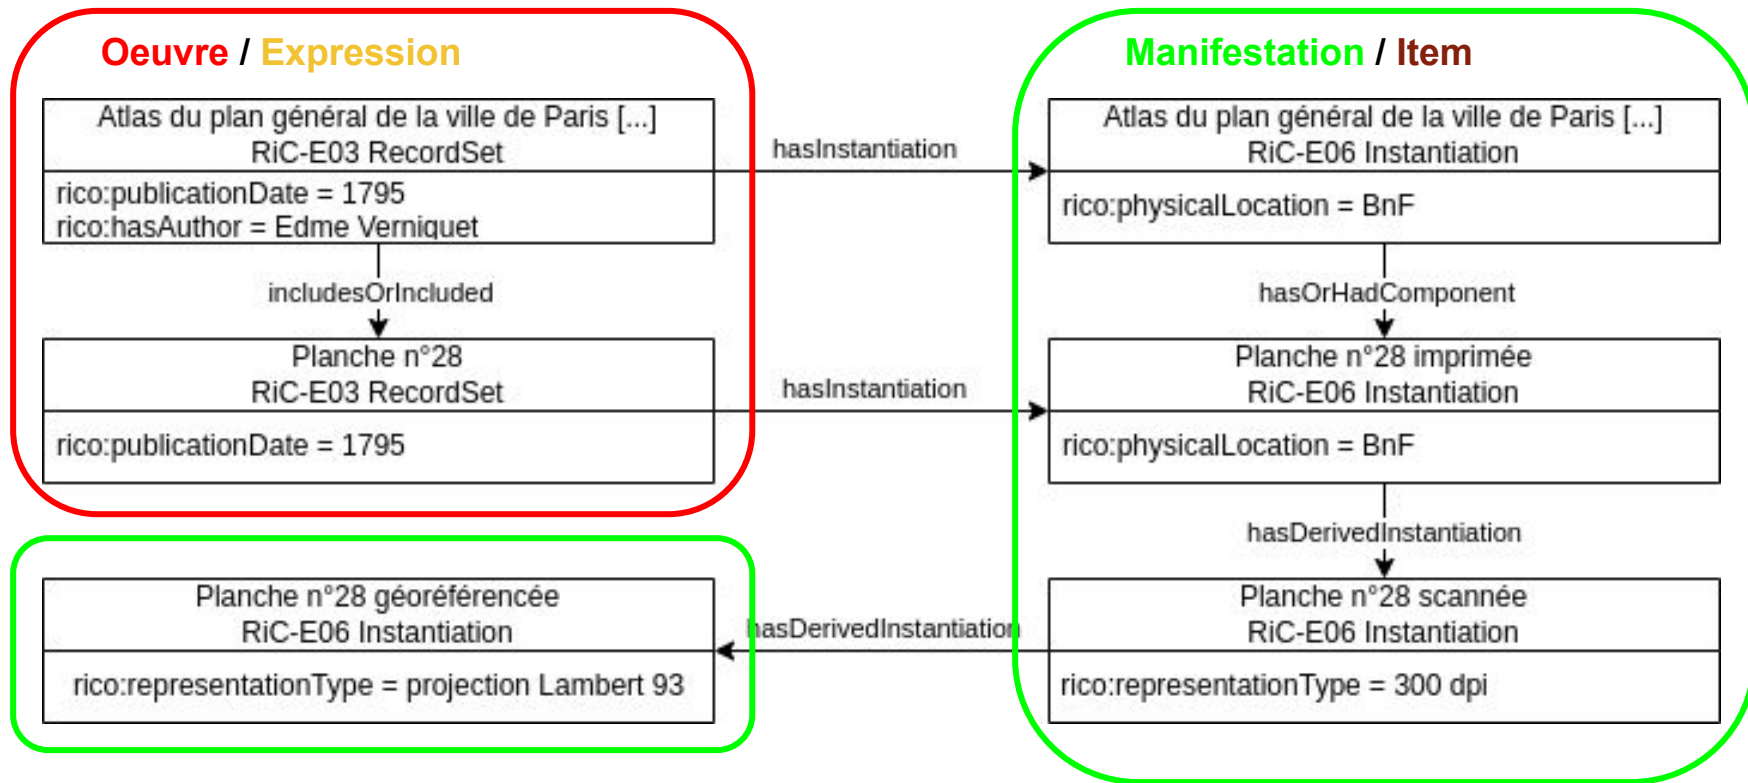 Oeuvre / Expression
Atlas du plan général de la ville de Paris [...]
RiC-E03 RecordSet
rico:publicationDate = 1795
rico:hasAuthor = Edme Verniquet
includesOrIncluded
Planche n°28
RiC-E03 RecordSet
rico:publicationDate = 1795
hasInstantiation
hasInstantiation
Manifestation / Item
Atlas du plan général de la ville de Paris [...]
RiC-E06 Instantiation
rico:physicalLocation = BnF
hasOrHadComponent
Planche n°28 imprimée
RiC-E06 Instantiation
rico:physicalLocation = BnF
hasDerivedInstantiation
Planche n°28 scannée
RiC-E06 Instantiation
rico:representationType = 300 dpi
hasDerivedInstantiation
Planche n°28 géoréférencée
RiC-E06 Instantiation
rico:representationType = projection Lambert 93